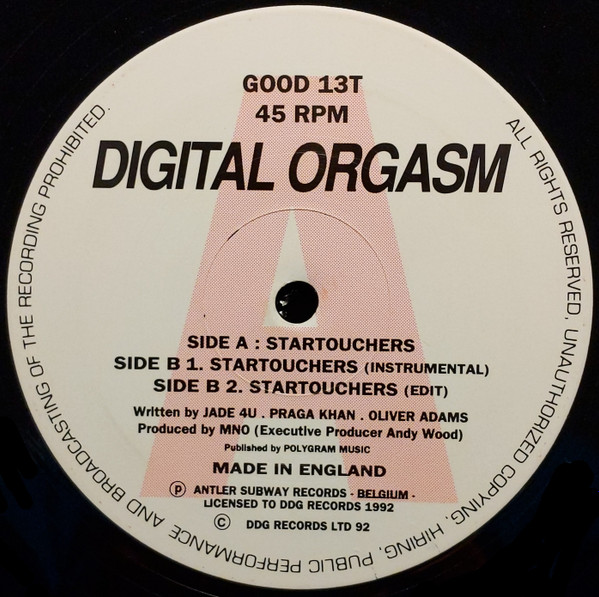 GOOD 13T
45 RPM
DIGITAL ORGASM
A
SIDE A : STARTOUCHERS
SIDE B 1. STARTOUCHERS (INSTRUMENTAL)
SIDE B 2. STARTOUCHERS (EDIT)
Written by JADE 4U . PRAGA KHAN . OLIVER ADAMS
Produced by MNO (Executive Producer Andy Wood)
Published by POLYGRAM MUSIC
MADE IN ENGLAND
Ⓟ ANTLER SUBWAY RECORDS - BELGIUM -
LICENSED TO DDG RECORDS 1992
© DDG RECORDS LTD 92
ALL RIGHTS RESERVED, UNAUTHORIZED COPYING, HIRING, PUBLIC PERFORMANCE AND BROADCASTING OF THE RECORDING PROHIBITED.